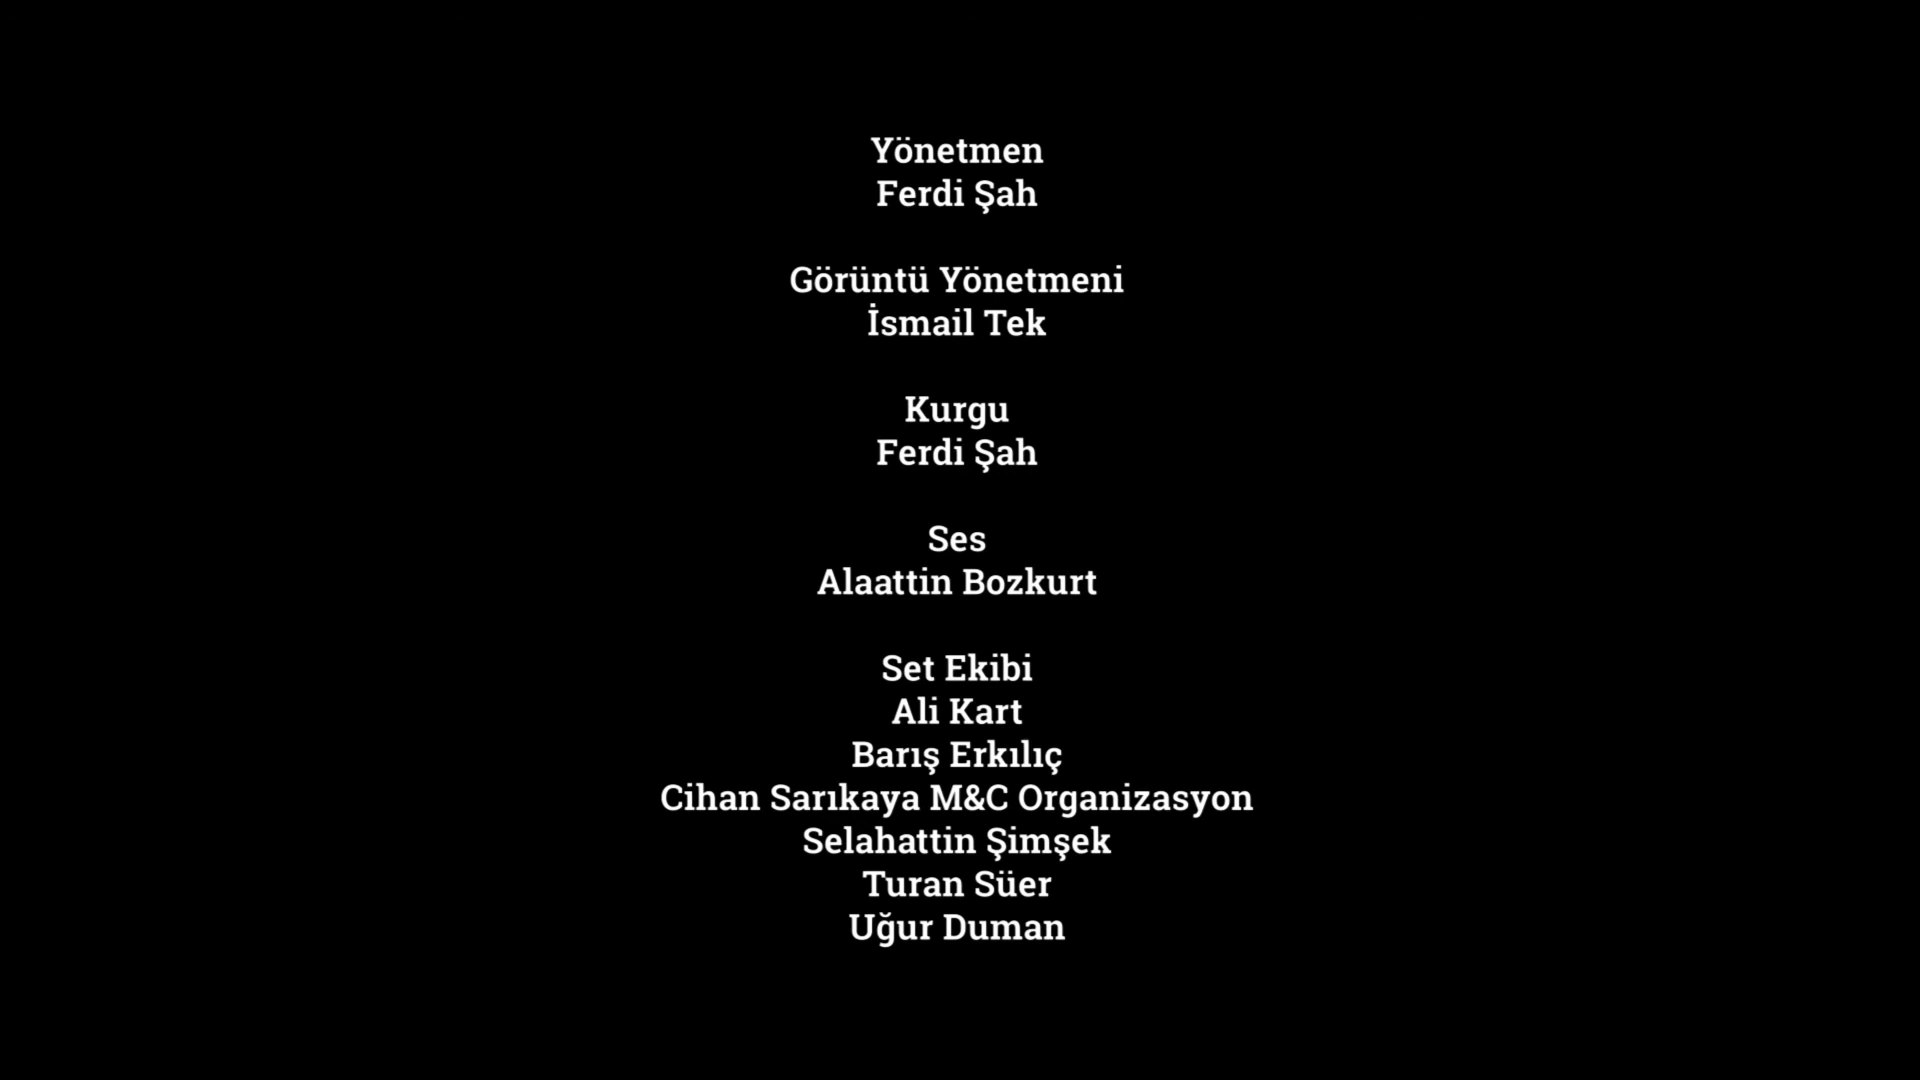 Yönetmen
Ferdi Şah
Görüntü Yönetmeni
İsmail Tek
Kurgu
Ferdi Şah
Ses
Alaattin Bozkurt
Set Ekibi
Ali Kart
Barış Erkılıç
Cihan Sarıkaya M&C Organizasyon
Selahattin Şimşek
Turan Süer
Uğur Duman